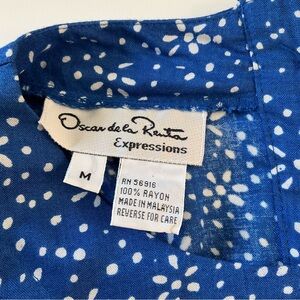 Oscar de la Renta
Expressions
M
RN 56916
100% RAYON
MADE IN MALAYSIA
REVERSE FOR CARE